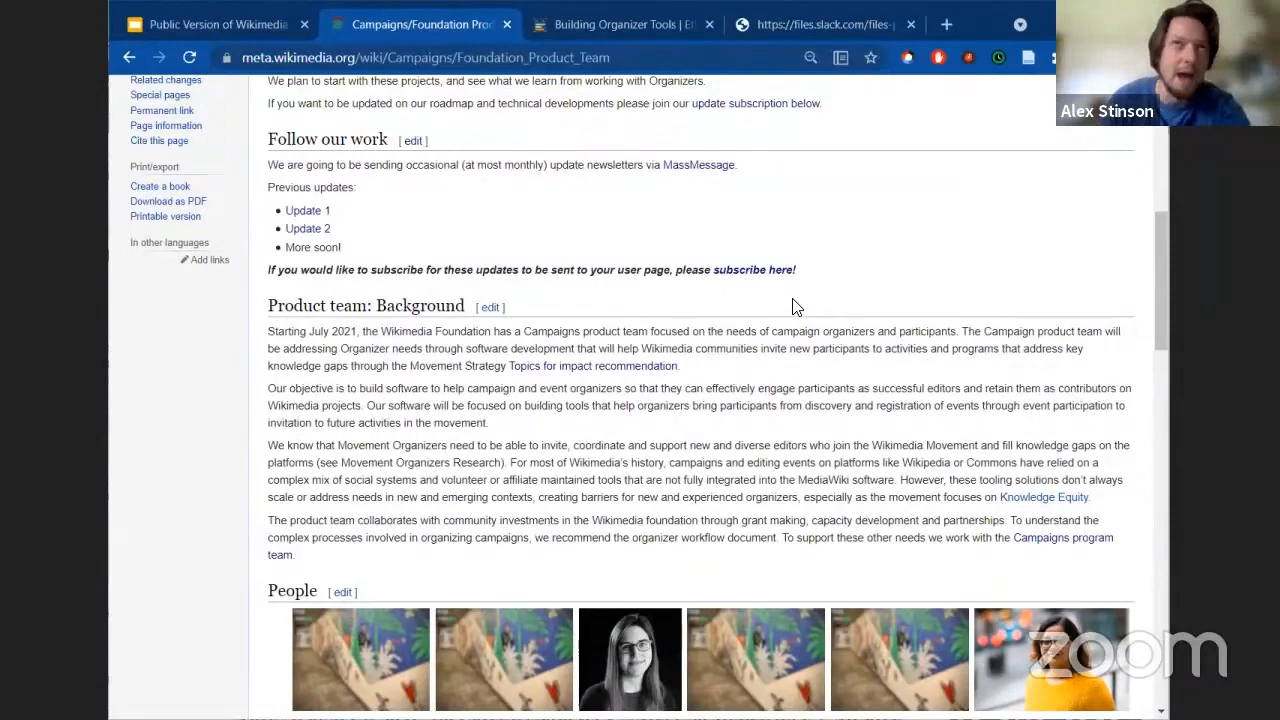 Public Version of Wikimedia
Campaigns/Foundation Prod
Building Organizer Tools | E
https://files.slack.com/files-
meta.wikimedia.org/wiki/Campaigns/Foundation_Product_Team
Alex Stinson
Related changes
Special pages
Permanent link
Page information
Cite this page
Print/export
Create a book
Download as PDF
Printable version
In other languages
Add links
We plan to start with these projects, and see what we learn from working with Organizers.
If you want to be updated on our roadmap and technical developments please join our update subscription below.
Follow our work [ edit ]
We are going to be sending occasional (at most monthly) update newsletters via MassMessage.
Previous updates:
Update 1
Update 2
More soon!
If you would like to subscribe for these updates to be sent to your user page, please subscribe here!
Product team: Background [ edit ]
Starting July 2021, the Wikimedia Foundation has a Campaigns product team focused on the needs of campaign organizers and participants. The Campaign product team will
be addressing Organizer needs through software development that will help Wikimedia communities invite new participants to activities and programs that address key
knowledge gaps through the Movement Strategy Topics for impact recommendation.
Our objective is to build software to help campaign and event organizers so that they can effectively engage participants as successful editors and retain them as contributors on
Wikimedia projects. Our software will be focused on building tools that help organizers bring participants from discovery and registration of events through event participation to
invitation to future activities in the movement.
We know that Movement Organizers need to be able to invite, coordinate and support new and diverse editors who join the Wikimedia Movement and fill knowledge gaps on the
platforms (see Movement Organizers Research). For most of Wikimedia's history, campaigns and editing events on platforms like Wikipedia or Commons have relied on a
complex mix of social systems and volunteer or affiliate maintained tools that are not fully integrated into the MediaWiki software. However, these tooling solutions don't always
scale or address needs in new and emerging contexts, creating barriers for new and experienced organizers, especially as the movement focuses on Knowledge Equity.
The product team collaborates with community investments in the Wikimedia foundation through grant making, capacity development and partnerships. To understand the
complex processes involved in organizing campaigns, we recommend the organizer workflow document. To support these other needs we work with the Campaigns program
team.
People [ edit ]
zoom